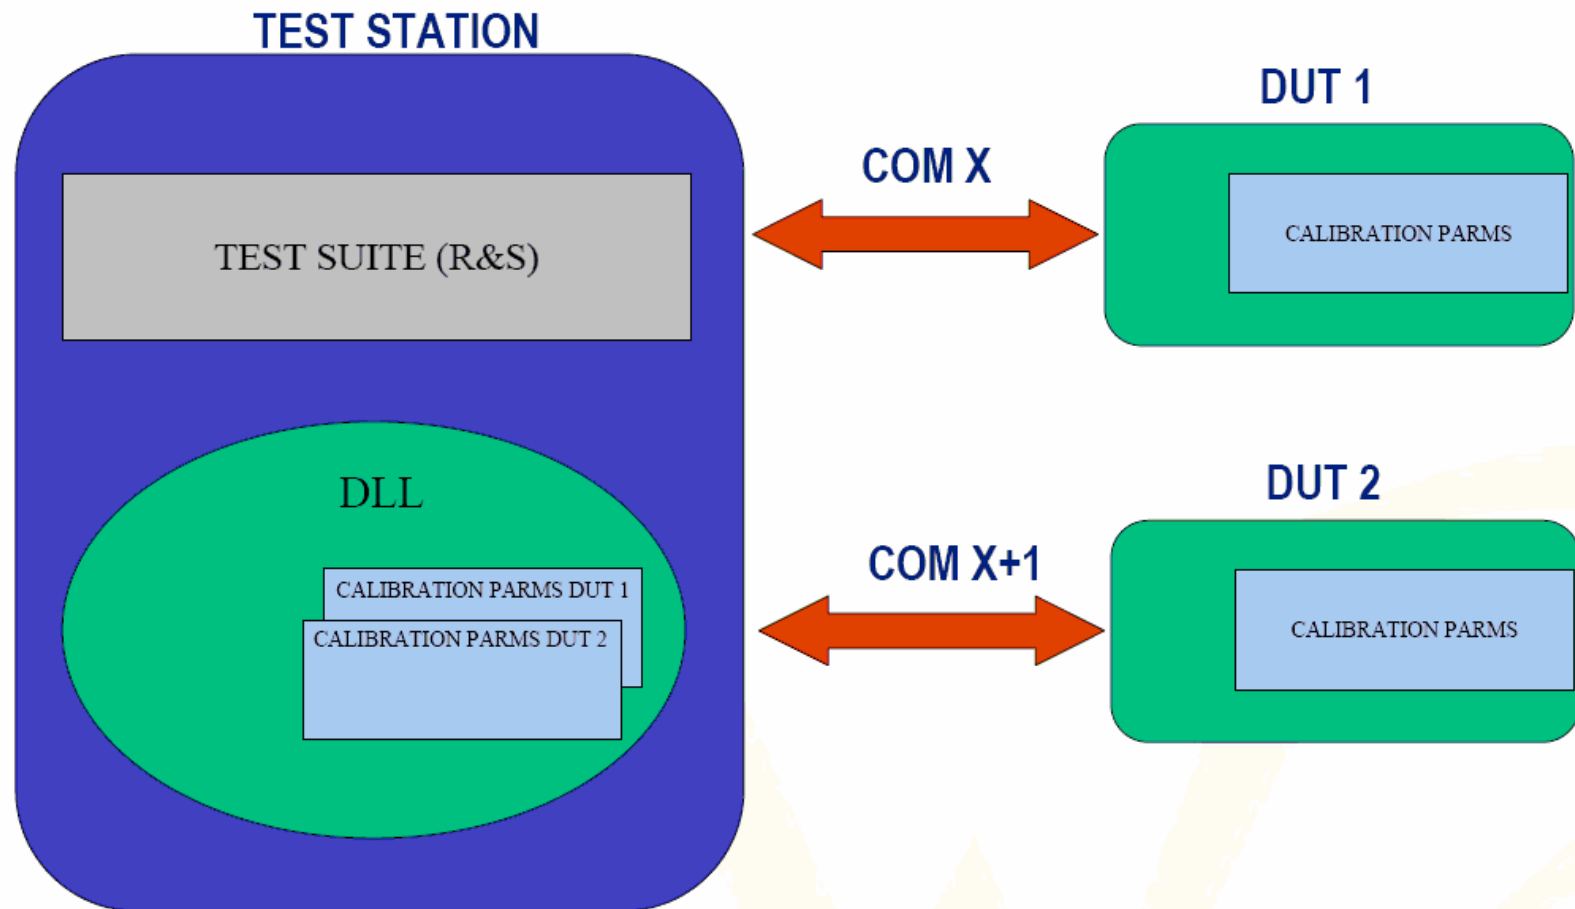 TEST STATION
TEST SUITE (R&S)
DLL
CALIBRATION PARMS DUT 1
CALIBRATION PARMS DUT 2
COM X
DUT 1
CALIBRATION PARMS
COM X+1
DUT 2
CALIBRATION PARMS